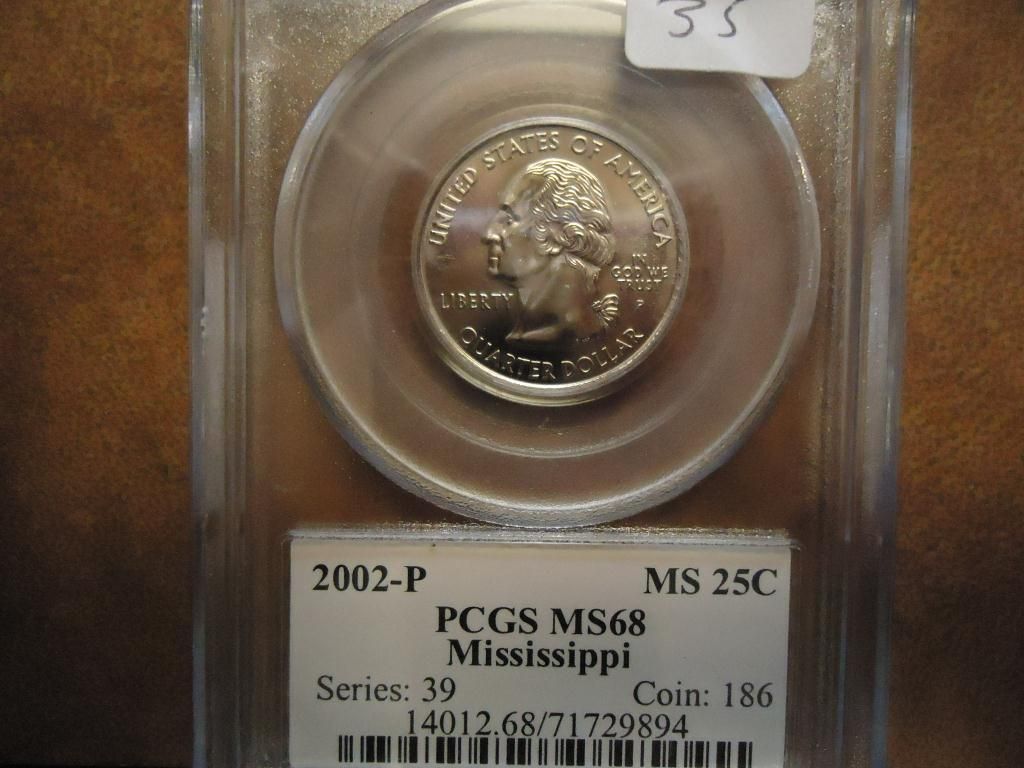 35
UNITED STATES OF AMERICA
LIBERTY
IN
GOD WE
TRUST
P
QUARTER DOLLAR
2002-P MS 25C
PCGS MS68
Mississippi
Series: 39 Coin: 186
14012.68/71729894